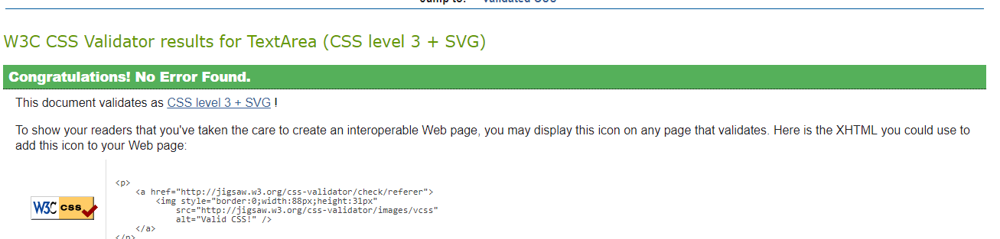 Jump to: Validated CSS
W3C CSS Validator results for TextArea (CSS level 3 + SVG)
Congratulations! No Error Found.
This document validates as CSS level 3 + SVG !
To show your readers that you've taken the care to create an interoperable Web page, you may display this icon on any page that validates. Here is the XHTML you could use to
add this icon to your Web page:
<p>
<a href="http://jigsaw.w3.org/css-validator/check/referer">
<img style="border:0;width:88px;height:31px"
src="http://jigsaw.w3.org/css-validator/images/vcss"
alt="Valid CSS!" />
</a>
</p>
W3C css